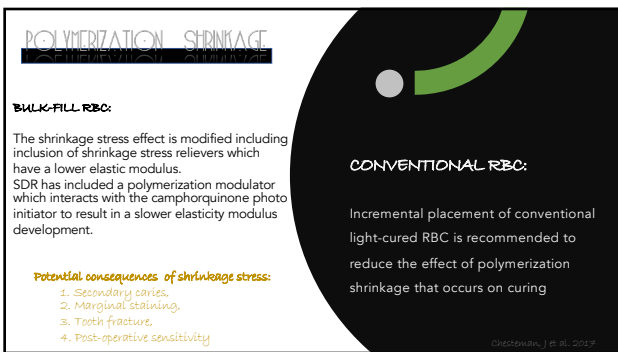 POLYMERIZATION SHRINKAGE
BULK-FILL RBC:
The shrinkage stress effect is modified including
inclusion of shrinkage stress relievers which
have a lower elastic modulus.
SDR has included a polymerization modulator
which interacts with the camphorquinone photo
initiator to result in a slower elasticity modulus
development.
Potential consequences of shrinkage stress:
1. Secondary caries,
2. Marginal staining,
3. Tooth fracture,
4. Post-operative sensitivity
CONVENTIONAL RBC:
Incremental placement of conventional
light-cured RBC is recommended to
reduce the effect of polymerization
shrinkage that occurs on curing
Chesteman, J et al. 2017